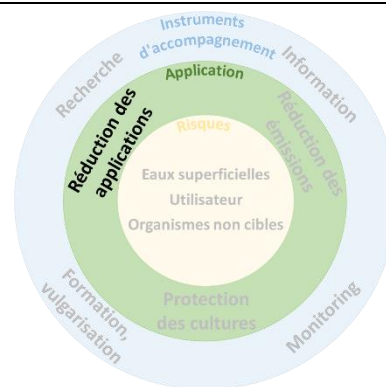 Instruments
d'accompagnement
Recherche
Information
Application
Réduction des
applications
Réduction des
émissions
Risques
Eaux superficielles
Utilisateur
Organismes non cibles
Protection
des cultures
Formation,
vulgarisation
Monitoring